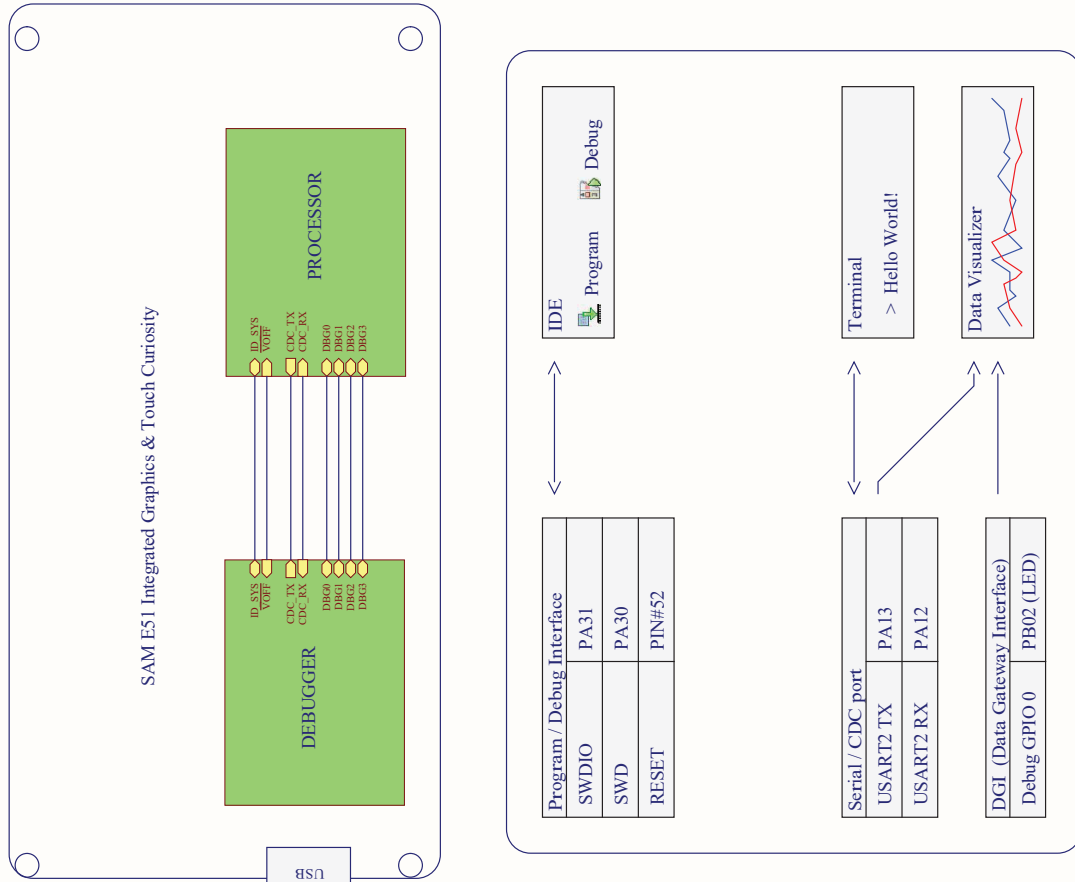 SAM E51 Integrated Graphics & Touch Curiosity
USB
DEBUGGER
ID_SYS
VOFF
CDC_TX
CDC_RX
DBG0
DBG1
DBG2
DBG3
ID_SYS
VOFF
CDC_TX
CDC_RX
DBG0
DBG1
DBG2
DBG3
PROCESSOR
Program / Debug Interface
SWDIO PA31
SWD PA30
RESET PIN#52
IDE
Program Debug
Serial / CDC port
USART2 TX PA13
USART2 RX PA12
Terminal
> Hello World!
DGI (Data Gateway Interface)
Debug GPIO 0 PB02 (LED)
Data Visualizer